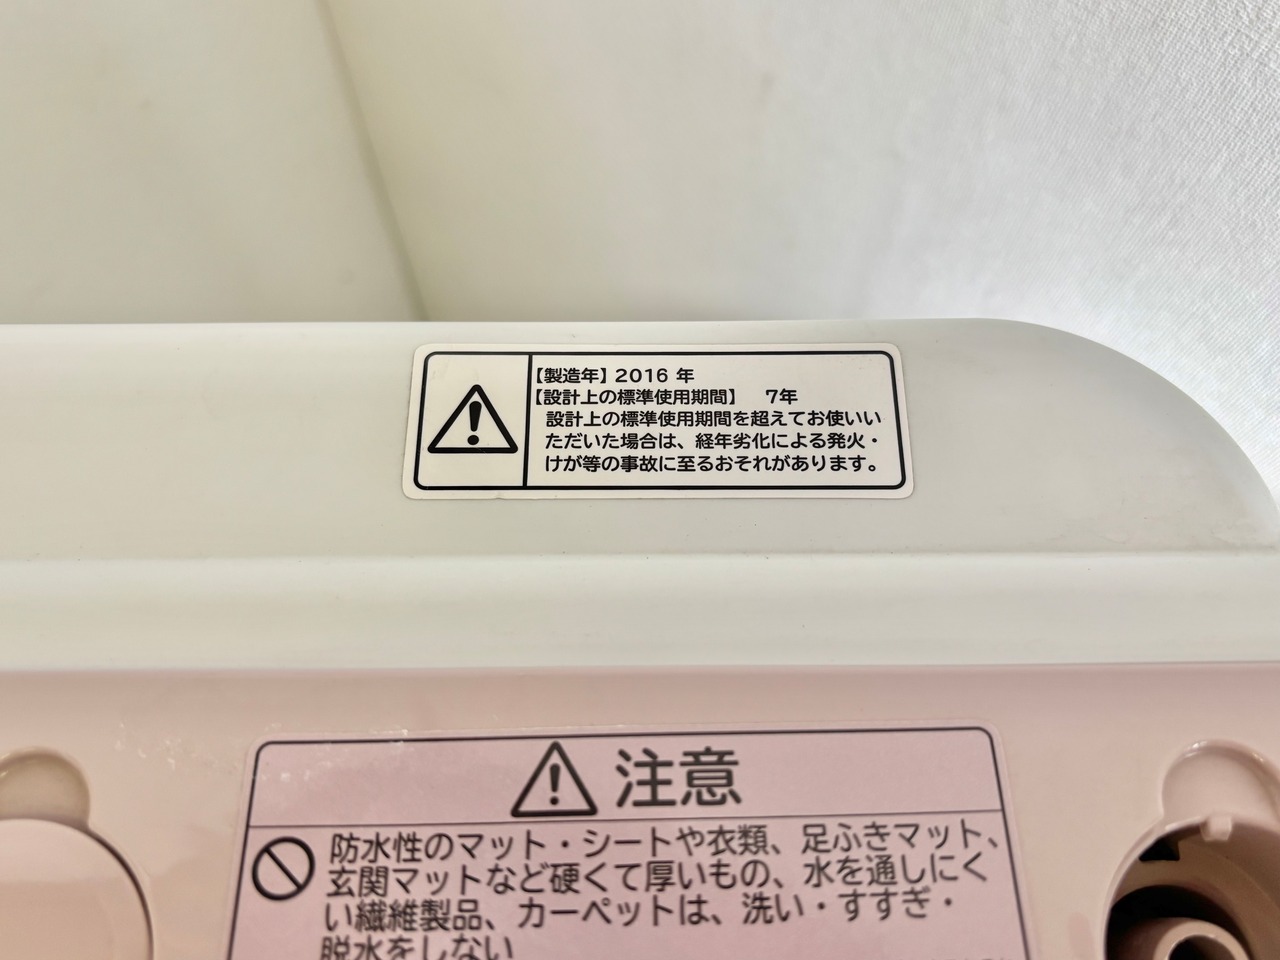 【製造年】2016 年
【設計上の標準使用期間】 7年
設計上の標準使用期間を超えてお使いい
ただいた場合は、経年劣化による発火・
けが等の事故に至るおそれがあります。
注意
防水性のマット・シートや衣類、足ふきマット、
玄関マットなど硬くて厚いもの、水を通しにく
い繊維製品、カーペットは、洗い・すすぎ・
脱水をしない